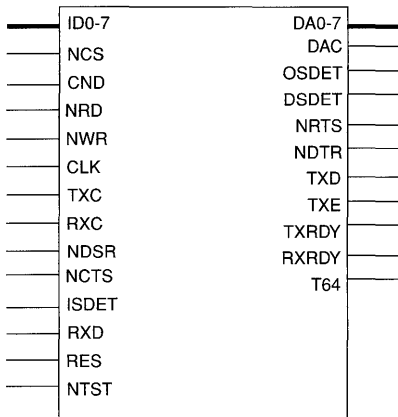 ID0-7
NCS
CND
NRD
NWR
CLK
TXC
RXC
NDSR
NCTS
ISDET
RXD
RES
NTST
DA0-7
DAC
OSDET
DSDET
NRTS
NDTR
TXD
TXE
TXRDY
RXRDY
T64